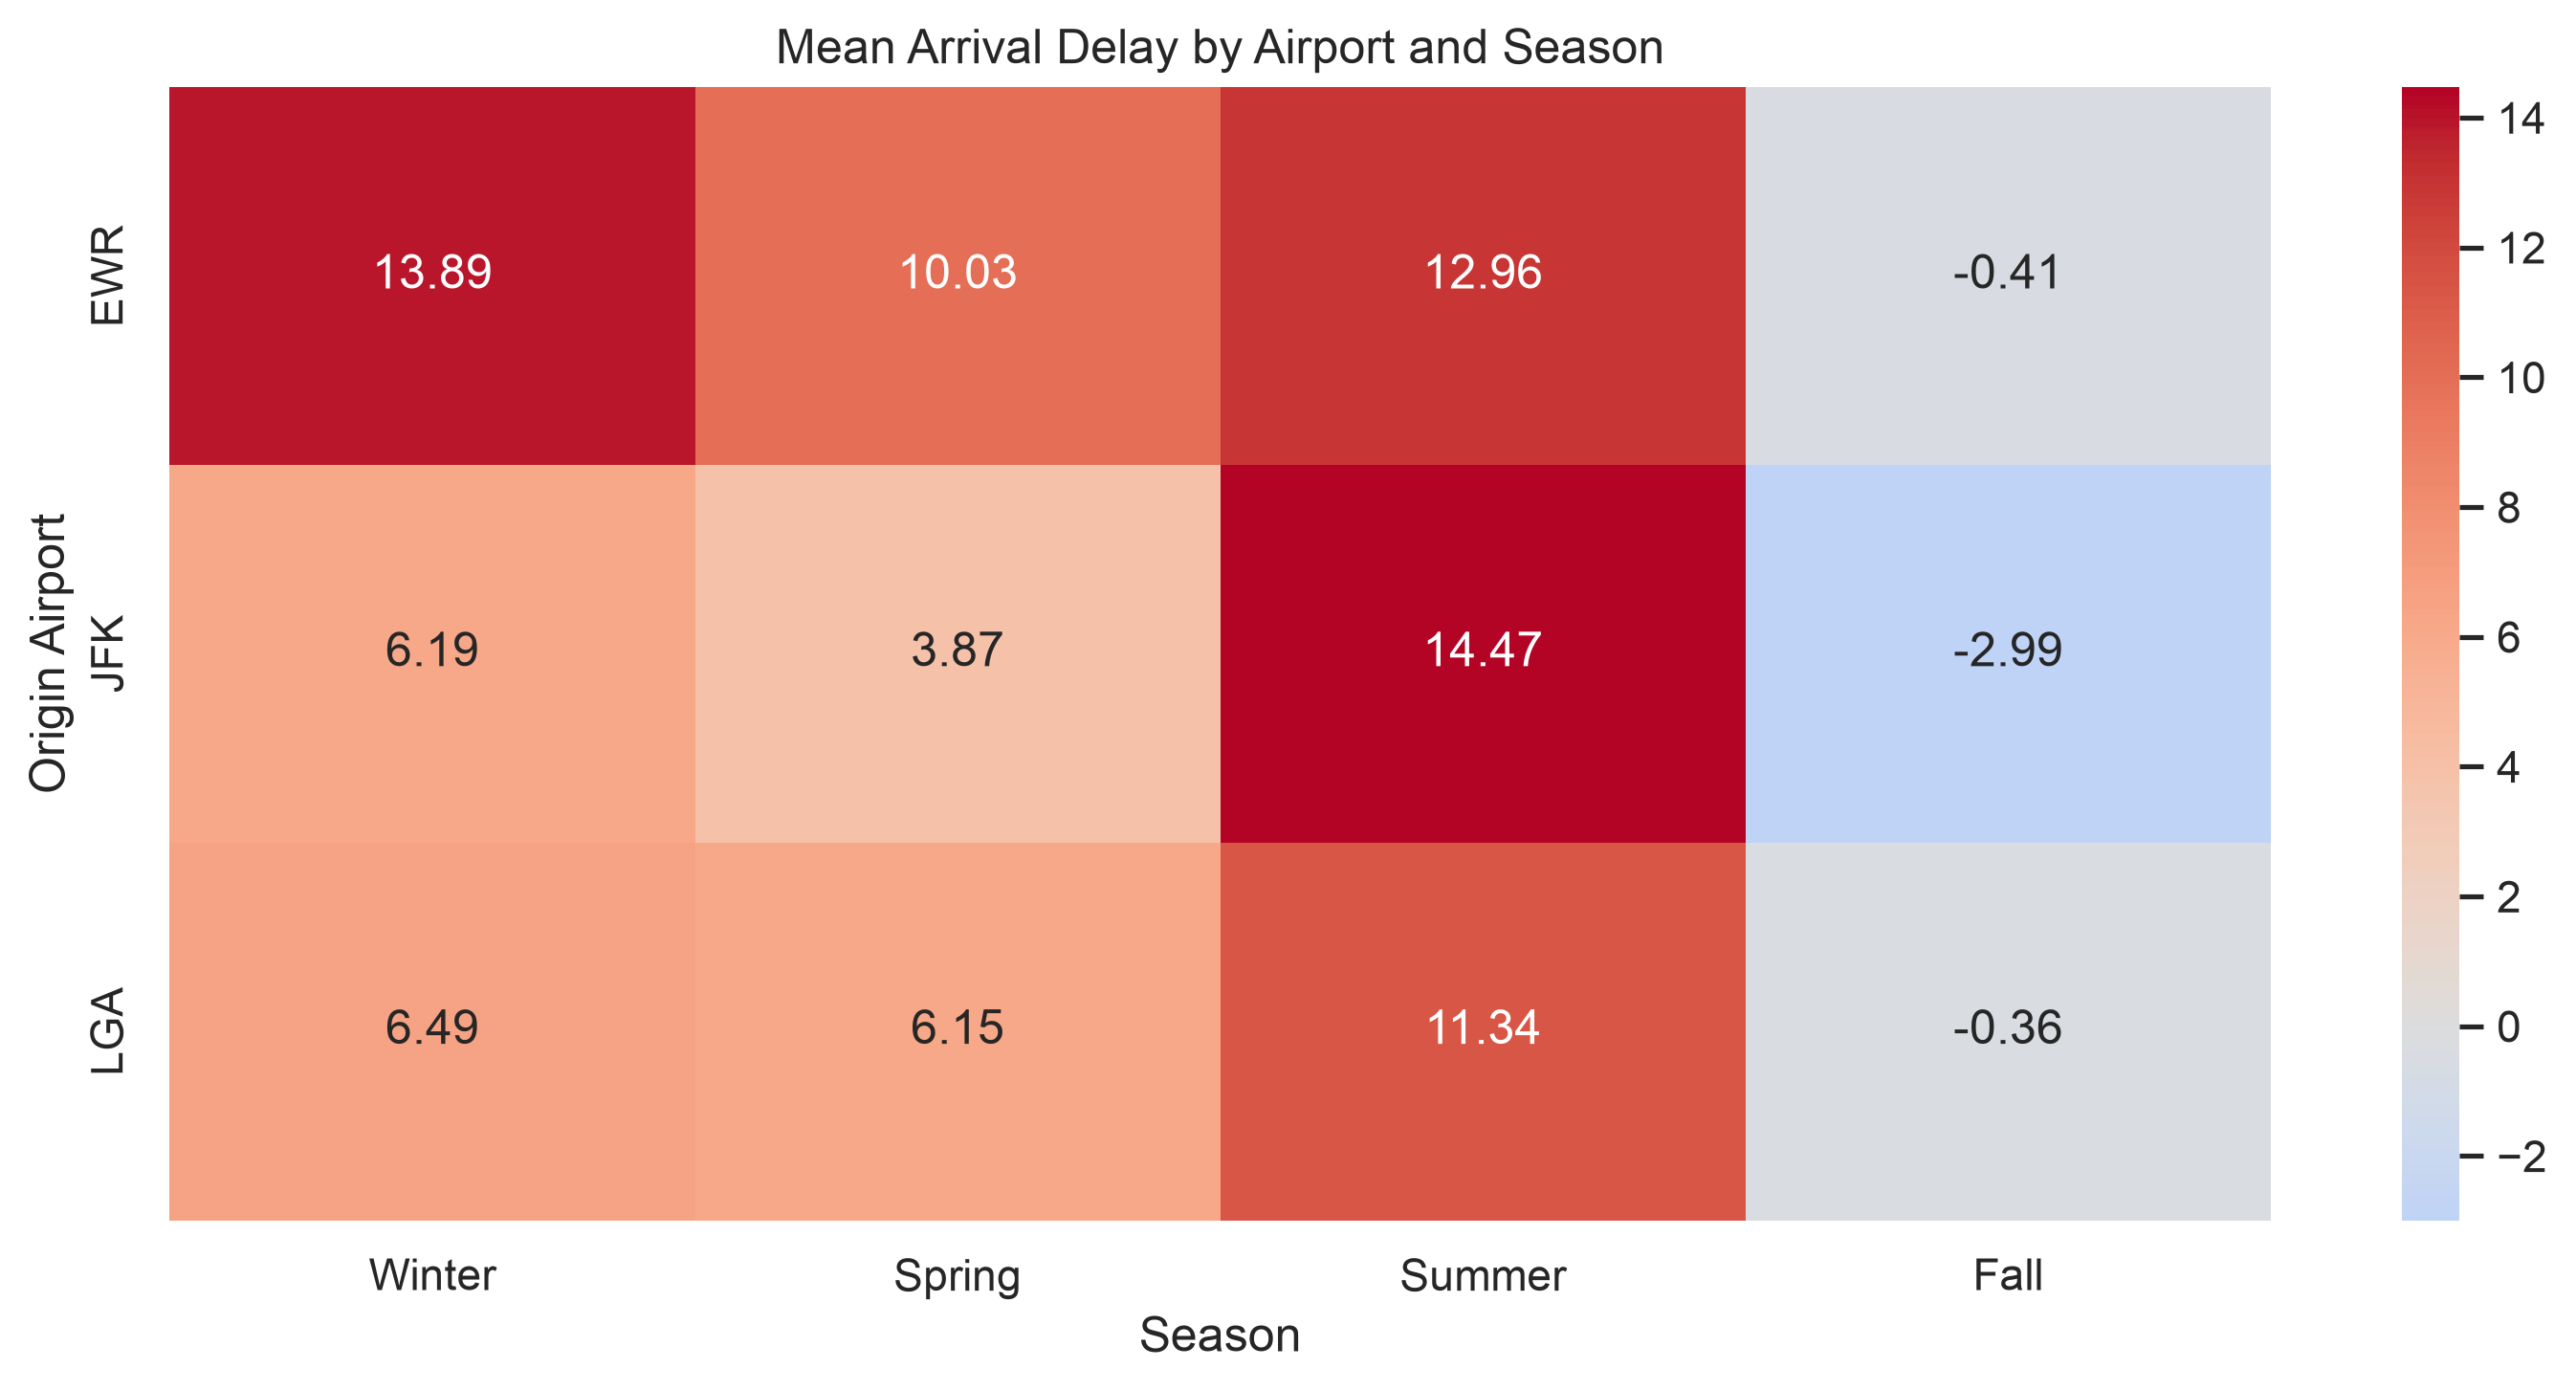 Mean Arrival Delay by Airport and Season
Origin Airport
EWR
13.89 10.03 12.96 -0.41
JFK
6.19 3.87 14.47 -2.99
LGA
6.49 6.15 11.34 -0.36
Winter Spring Summer Fall
Season
14
12
10
8
6
4
2
0
−2